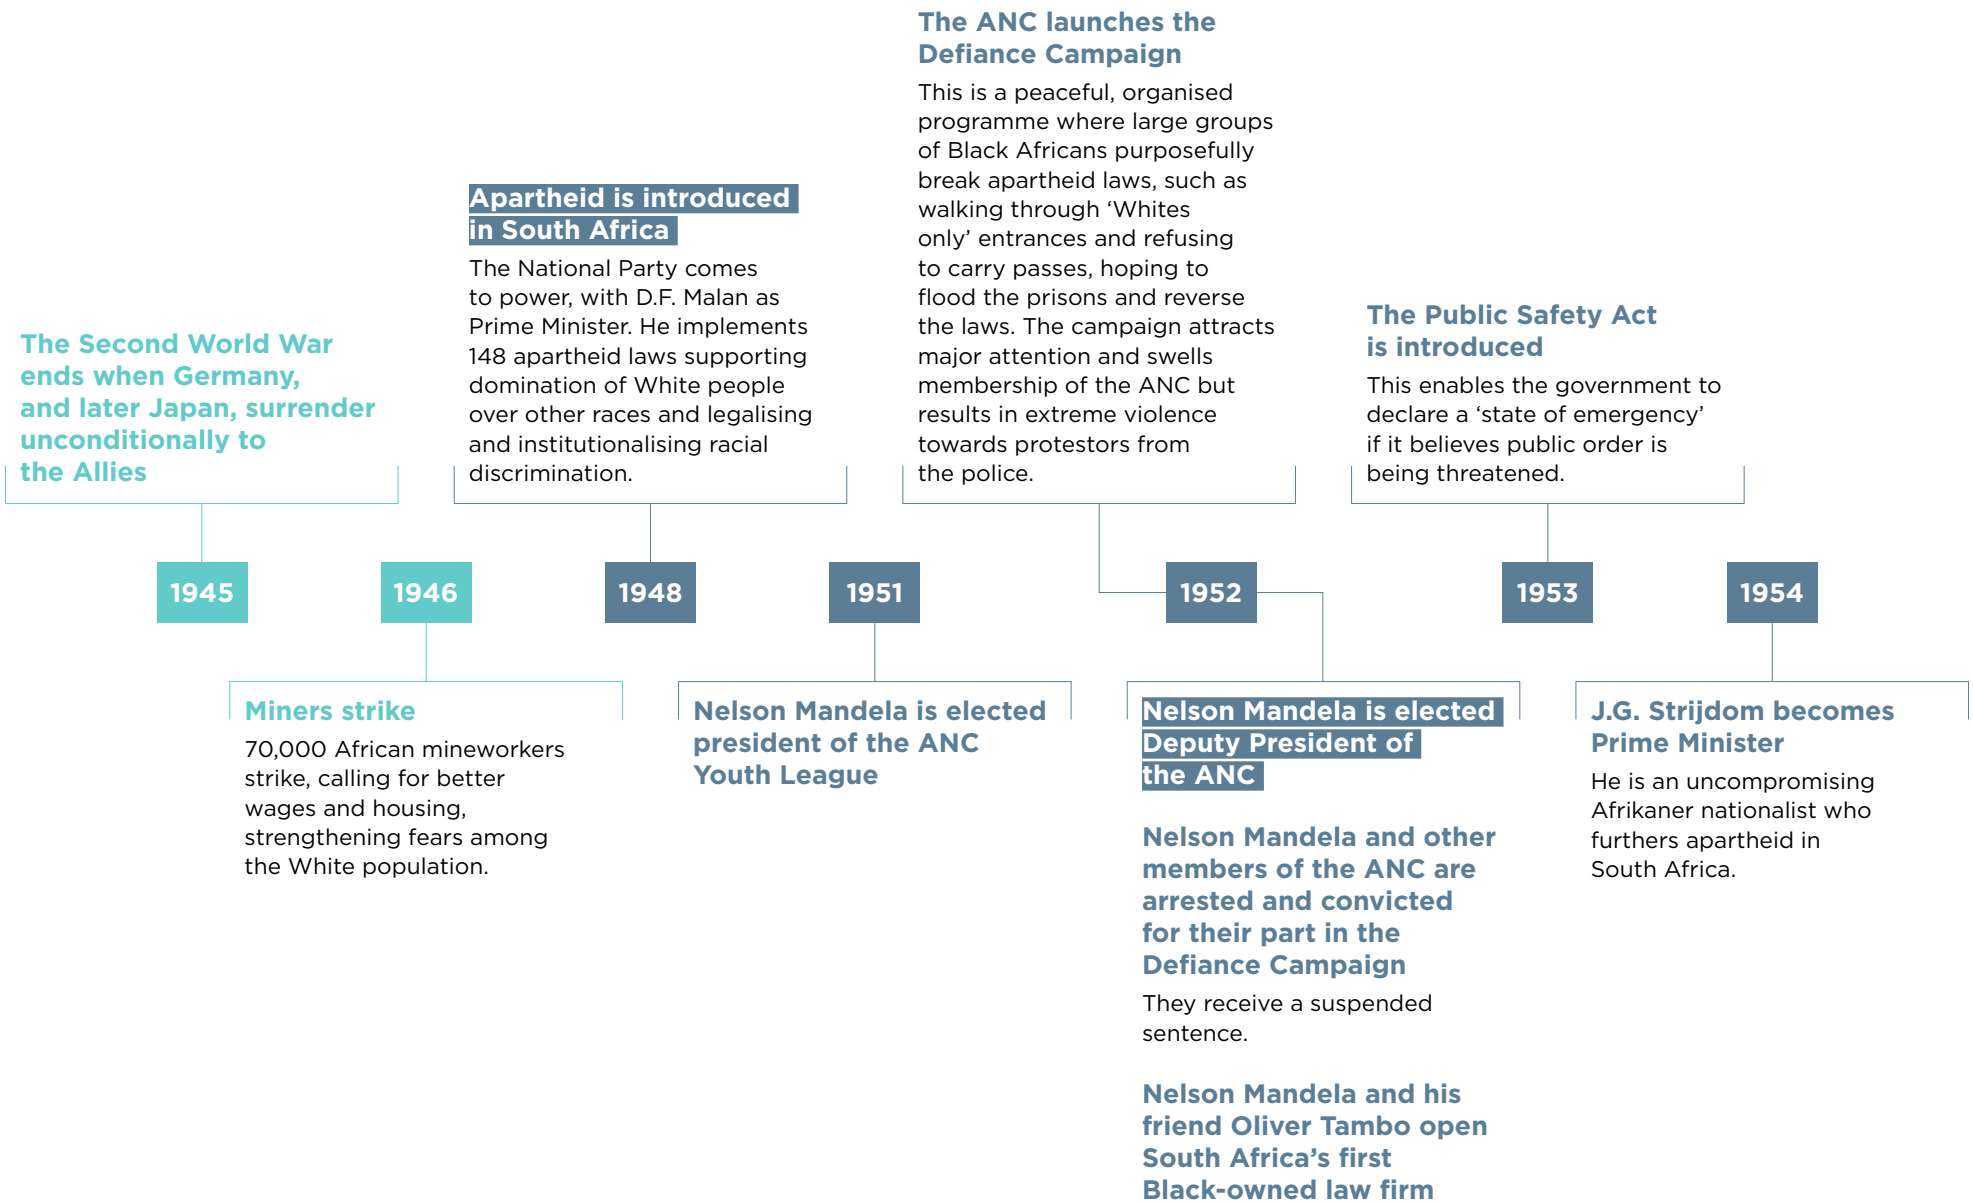 The Second World War
ends when Germany,
and later Japan, surrender
unconditionally to
the Allies
Apartheid is introduced
in South Africa
The National Party comes
to power, with D.F. Malan as
Prime Minister. He implements
148 apartheid laws supporting
domination of White people
over other races and legalising
and institutionalising racial
discrimination.
The ANC launches the
Defiance Campaign
This is a peaceful, organised
programme where large groups
of Black Africans purposefully
break apartheid laws, such as
walking through ‘Whites
only’ entrances and refusing
to carry passes, hoping to
flood the prisons and reverse
the laws. The campaign attracts
major attention and swells
membership of the ANC but
results in extreme violence
towards protestors from
the police.
The Public Safety Act
is introduced
This enables the government to
declare a ‘state of emergency’
if it believes public order is
being threatened.
1945
1946
1948
1951
1952
1953
1954
Miners strike
70,000 African mineworkers
strike, calling for better
wages and housing,
strengthening fears among
the White population.
Nelson Mandela is elected
president of the ANC
Youth League
Nelson Mandela is elected
Deputy President of
the ANC
Nelson Mandela and other
members of the ANC are
arrested and convicted
for their part in the
Defiance Campaign
They receive a suspended
sentence.
Nelson Mandela and his
friend Oliver Tambo open
South Africa’s first
Black-owned law firm
J.G. Strijdom becomes
Prime Minister
He is an uncompromising
Afrikaner nationalist who
furthers apartheid in
South Africa.